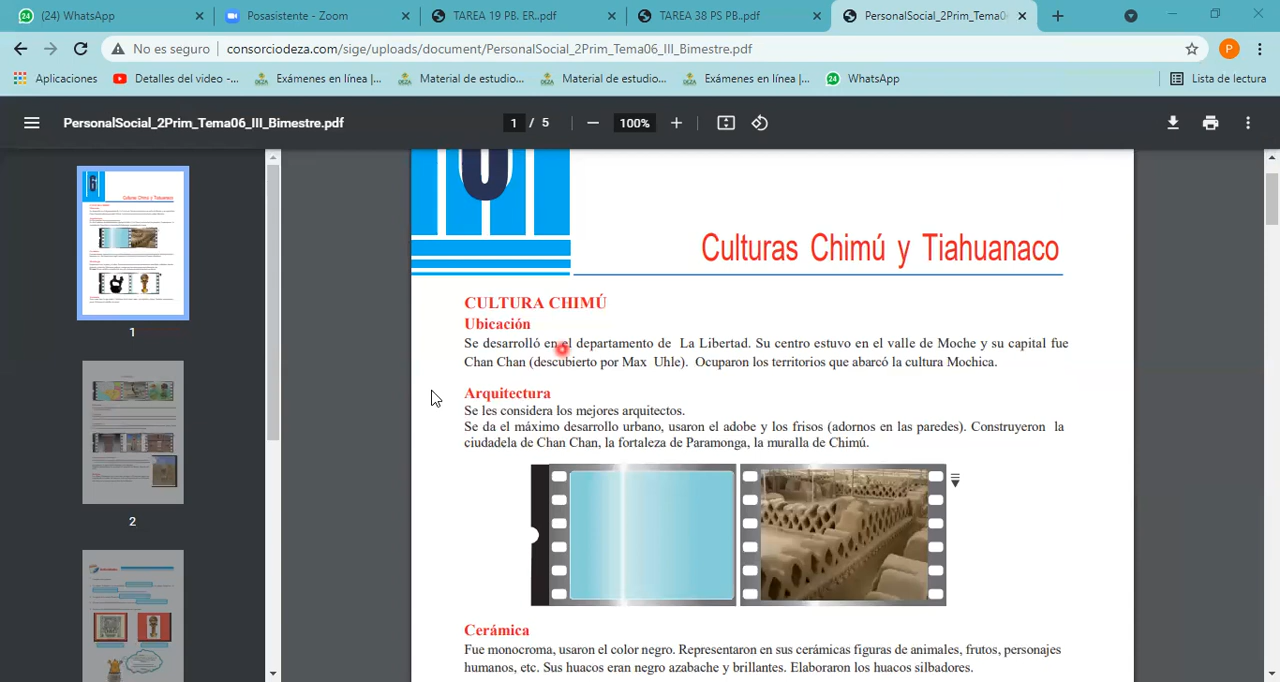 (24) WhatsApp
Posasistente - Zoom
TAREA 19 PB. ER..pdf
TAREA 38 PS PB..pdf
PersonalSocial_2Prim_Tema0
No es seguro
consorciodeza.com/sige/uploads/document/PersonalSocial_2Prim_Tema06_III_Bimestre.pdf
P
Aplicaciones
Detalles del video -...
Exámenes en línea |...
Material de estudio...
Material de estudio...
Exámenes en línea |...
WhatsApp
Lista de lectura
PersonalSocial_2Prim_Tema06_III_Bimestre.pdf
1 / 5
100%
6
1
2
Culturas Chimú y Tiahuanaco
CULTURA CHIMÚ
Ubicación
Se desarrolló en el departamento de La Libertad. Su centro estuvo en el valle de Moche y su capital fue
Chan Chan (descubierto por Max Uhle). Ocuparon los territorios que abarcó la cultura Mochica.
Arquitectura
Se les considera los mejores arquitectos.
Se da el máximo desarrollo urbano, usaron el adobe y los frisos (adornos en las paredes). Construyeron la
ciudadela de Chan Chan, la fortaleza de Paramonga, la muralla de Chimú.
Cerámica
Fue monocroma, usaron el color negro. Representaron en sus cerámicas figuras de animales, frutos, personajes
humanos, etc. Sus huacos eran negro azabache y brillantes. Elaboraron los huacos silbadores.